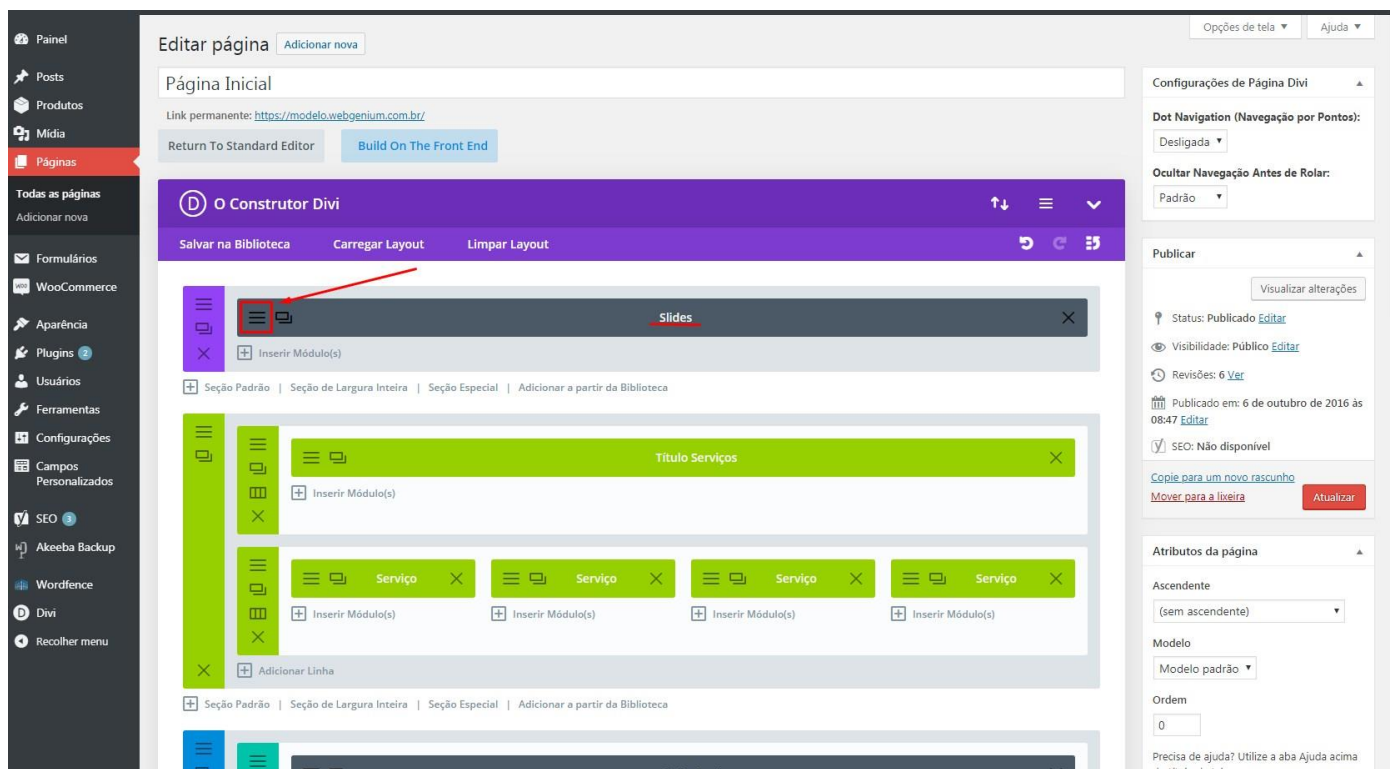 Painel
Posts
Produtos
Mídia
Páginas
Todas as páginas
Adicionar nova
Formulários
WooCommerce
Aparência
Plugins 2
Usuários
Ferramentas
Configurações
Campos
Personalizados
SEO 3
Akeeba Backup
Wordfence
Divi
Recolher menu
Opções de tela Ajuda
Editar página Adicionar nova
Página Inicial
Link permanente: https://modelo.webgenium.com.br/
Return To Standard Editor Build On The Front End
D O Construtor Divi
Salvar na Biblioteca Carregar Layout Limpar Layout
Slides
Inserir Módulo(s)
Seção Padrão | Seção de Largura Inteira | Seção Especial | Adicionar a partir da Biblioteca
Título Serviços
Inserir Módulo(s)
Serviço Serviço Serviço Serviço
Inserir Módulo(s) Inserir Módulo(s) Inserir Módulo(s) Inserir Módulo(s)
Adicionar Linha
Seção Padrão | Seção de Largura Inteira | Seção Especial | Adicionar a partir da Biblioteca
Configurações de Página Divi
Dot Navigation (Navegação por Pontos):
Desligada
Ocultar Navegação Antes de Rolar:
Padrão
Publicar
Visualizar alterações
Status: Publicado Editar
Visibilidade: Público Editar
Revisões: 6 Ver
Publicado em: 6 de outubro de 2016 às
08:47 Editar
SEO: Não disponível
Copie para um novo rascunho
Mover para a lixeira Atualizar
Atributos da página
Ascendente
(sem ascendente)
Modelo
Modelo padrão
Ordem
0
Precisa de ajuda? Utilize a aba Ajuda acima